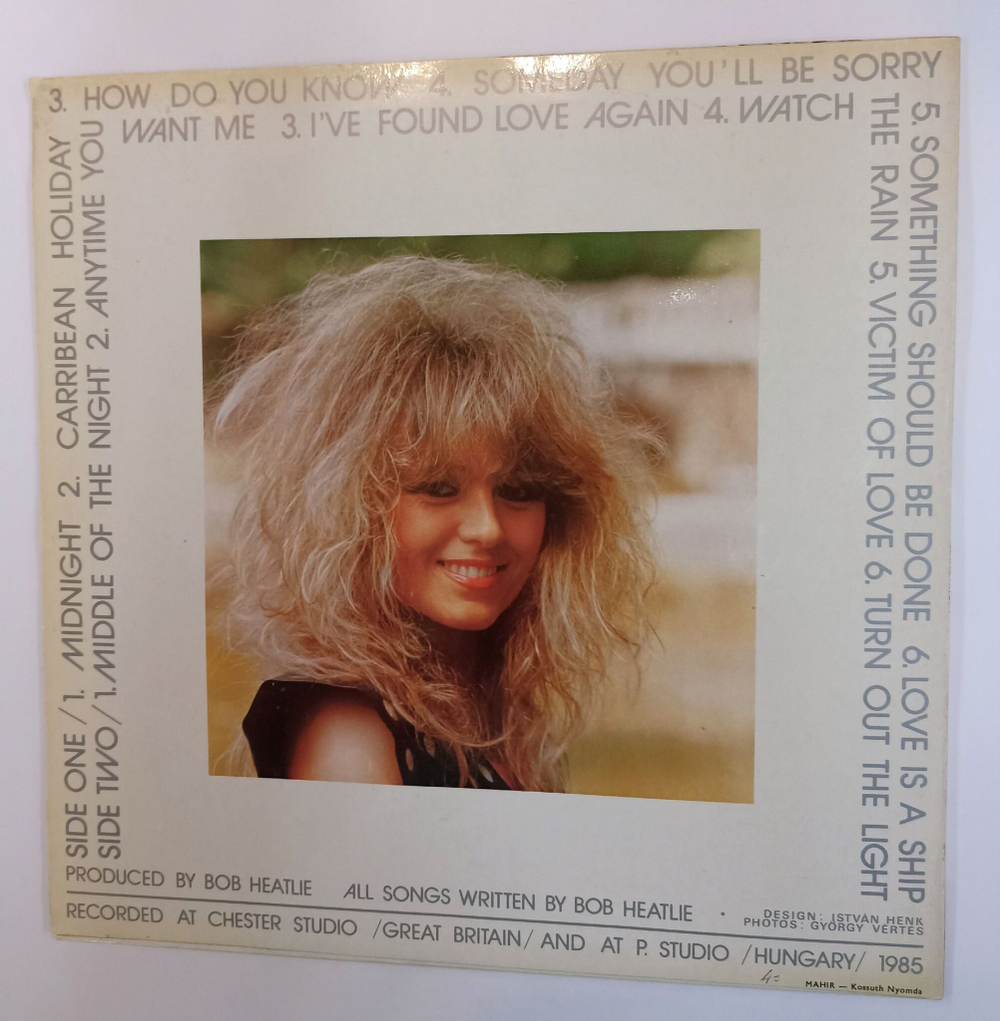 SIDE ONE / 1. MIDNIGHT 2. CARRIBEAN HOLIDAY
3. HOW DO YOU KNOW 4. SOMEDAY YOU'LL BE SORRY
5. SOMETHING SHOULD BE DONE 6. LOVE IS A SHIP
SIDE TWO / 1. MIDDLE OF THE NIGHT 2. ANYTIME YOU
WANT ME 3. I'VE FOUND LOVE AGAIN 4. WATCH
THE RAIN 5. VICTIM OF LOVE 6. TURN OUT THE LIGHT
PRODUCED BY BOB HEATLIE ALL SONGS WRITTEN BY BOB HEATLIE
DESIGN: ISTVÁN HENK
PHOTOS: GYÖRGY VERTES
RECORDED AT CHESTER STUDIO /GREAT BRITAIN/ AND AT P. STUDIO /HUNGARY/ 1985
MAHIR — Kossuth Nyomda